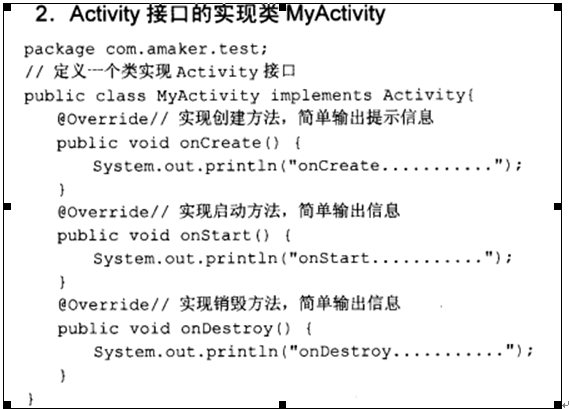 2．Activity 接口的实现类 MyActivity
package com.amaker.test;
// 定义一个类实现 Activity 接口
public class MyActivity implements Activity{
@Override// 实现创建方法，简单输出提示信息
public void onCreate() {
System.out.println("onCreate...........");
}
@Override// 实现启动方法，简单输出信息
public void onStart() {
System.out.println("onStart...........");
}
@Override// 实现销毁方法，简单输出信息
public void onDestroy() {
System.out.println("onDestroy...........");
}
}